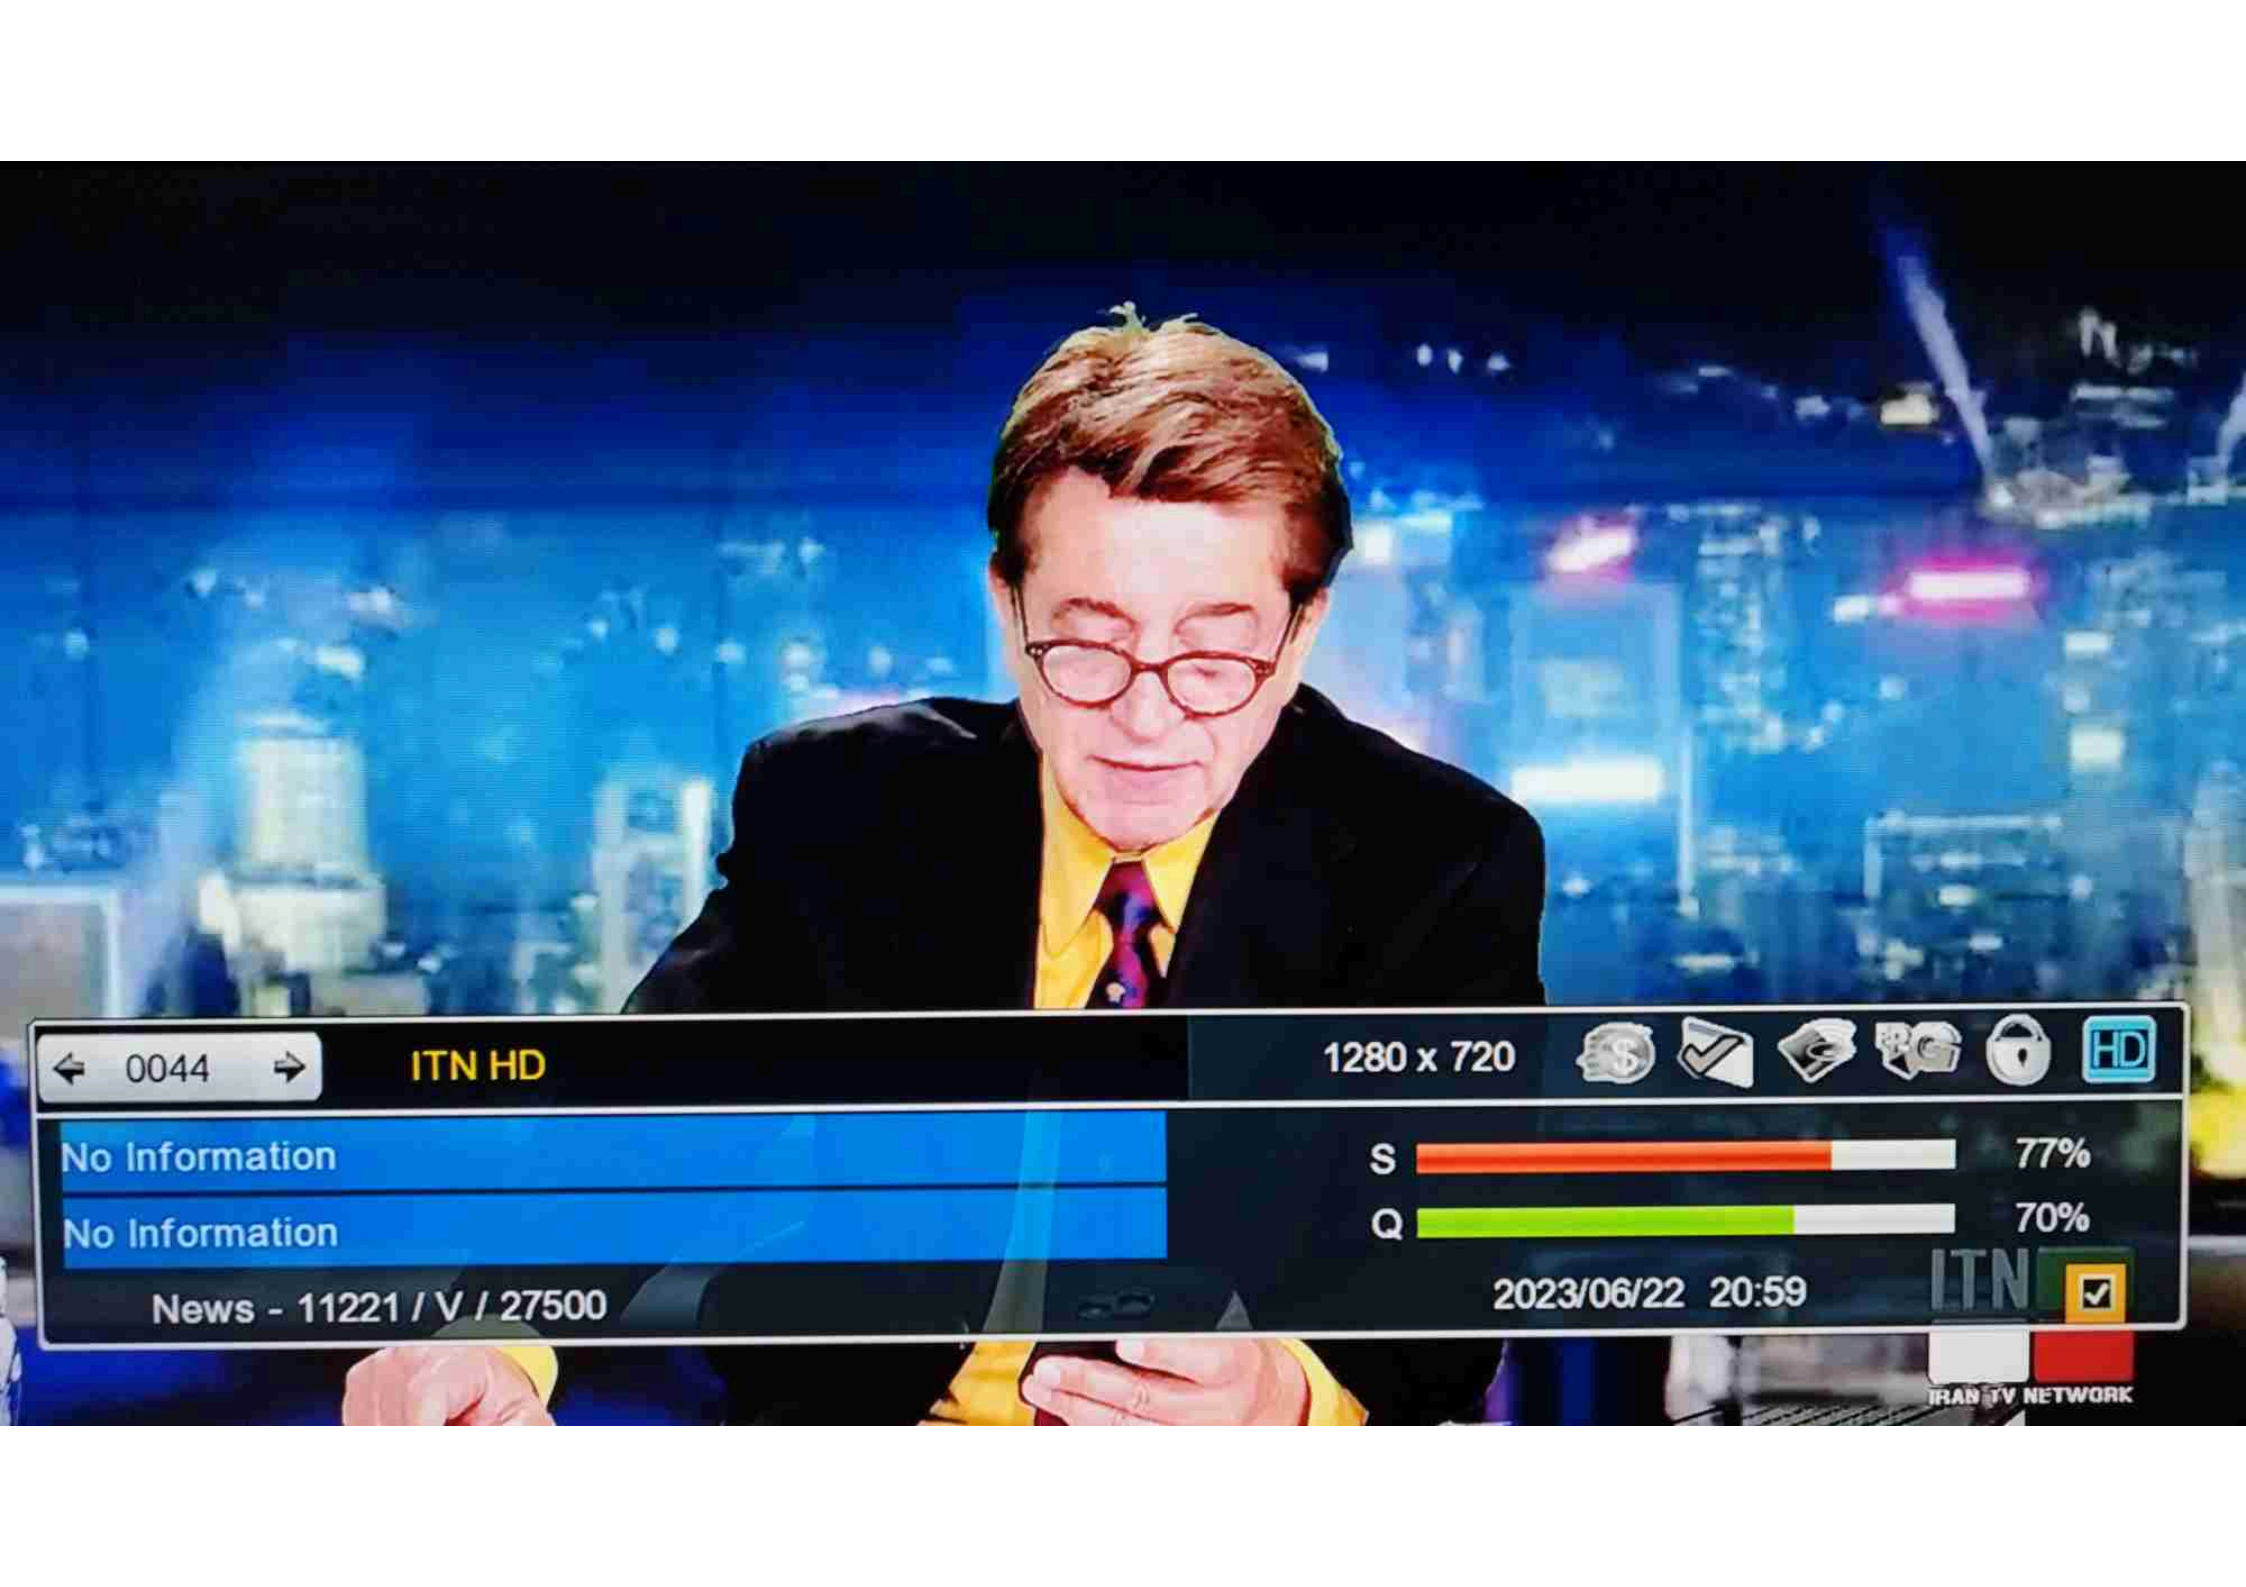 0044 ITN HD 1280 x 720 HD
No Information
S 77%
No Information
Q 70%
News - 11221 / V / 27500 2023/06/22 20:59 ITN
IRAN TV NETWORK